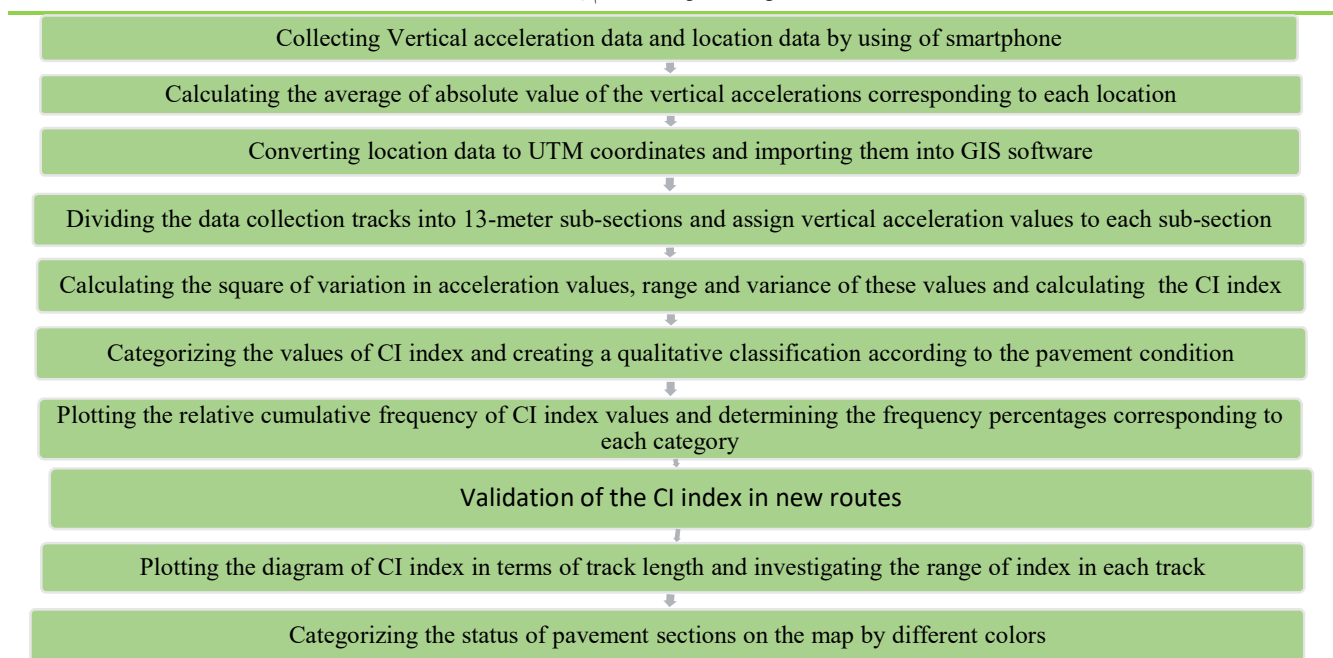 Collecting Vertical acceleration data and location data by using of smartphone
Calculating the average of absolute value of the vertical accelerations corresponding to each location
Converting location data to UTM coordinates and importing them into GIS software
Dividing the data collection tracks into 13-meter sub-sections and assign vertical acceleration values to each sub-section
Calculating the square of variation in acceleration values, range and variance of these values and calculating the CI index
Categorizing the values of CI index and creating a qualitative classification according to the pavement condition
Plotting the relative cumulative frequency of CI index values and determining the frequency percentages corresponding to
each category
Validation of the CI index in new routes
Plotting the diagram of CI index in terms of track length and investigating the range of index in each track
Categorizing the status of pavement sections on the map by different colors